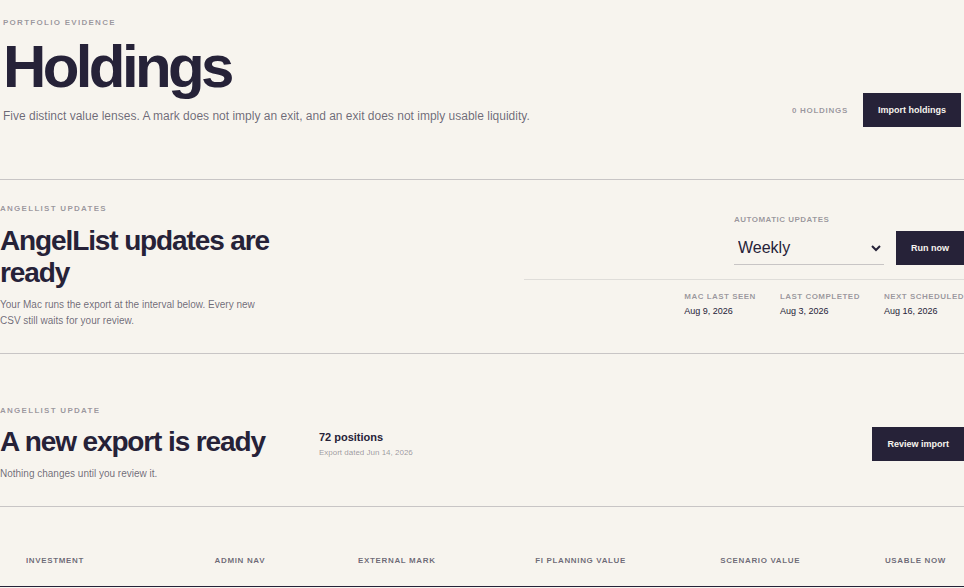 PORTFOLIO EVIDENCE
Holdings
Five distinct value lenses. A mark does not imply an exit, and an exit does not imply usable liquidity.
0 HOLDINGS
Import holdings
ANGELLIST UPDATES
AngelList updates are
ready
Your Mac runs the export at the interval below. Every new
CSV still waits for your review.
AUTOMATIC UPDATES
Weekly
Run now
MAC LAST SEEN LAST COMPLETED NEXT SCHEDULED
Aug 9, 2026 Aug 3, 2026 Aug 16, 2026
ANGELLIST UPDATE
A new export is ready
Nothing changes until you review it.
72 positions
Export dated Jun 14, 2026
Review import
INVESTMENT ADMIN NAV EXTERNAL MARK FI PLANNING VALUE SCENARIO VALUE USABLE NOW